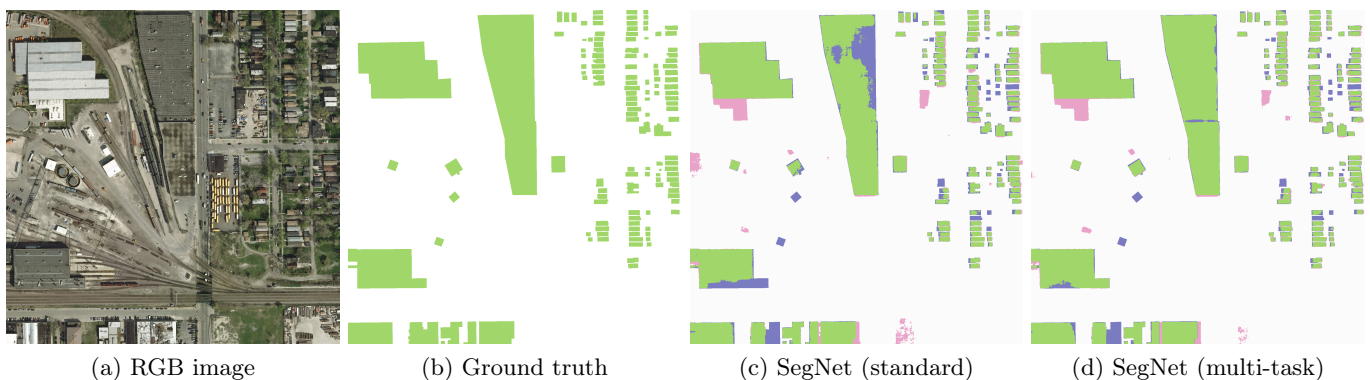 (a) RGB image
(b) Ground truth
(c) SegNet (standard)
(d) SegNet (multi-task)